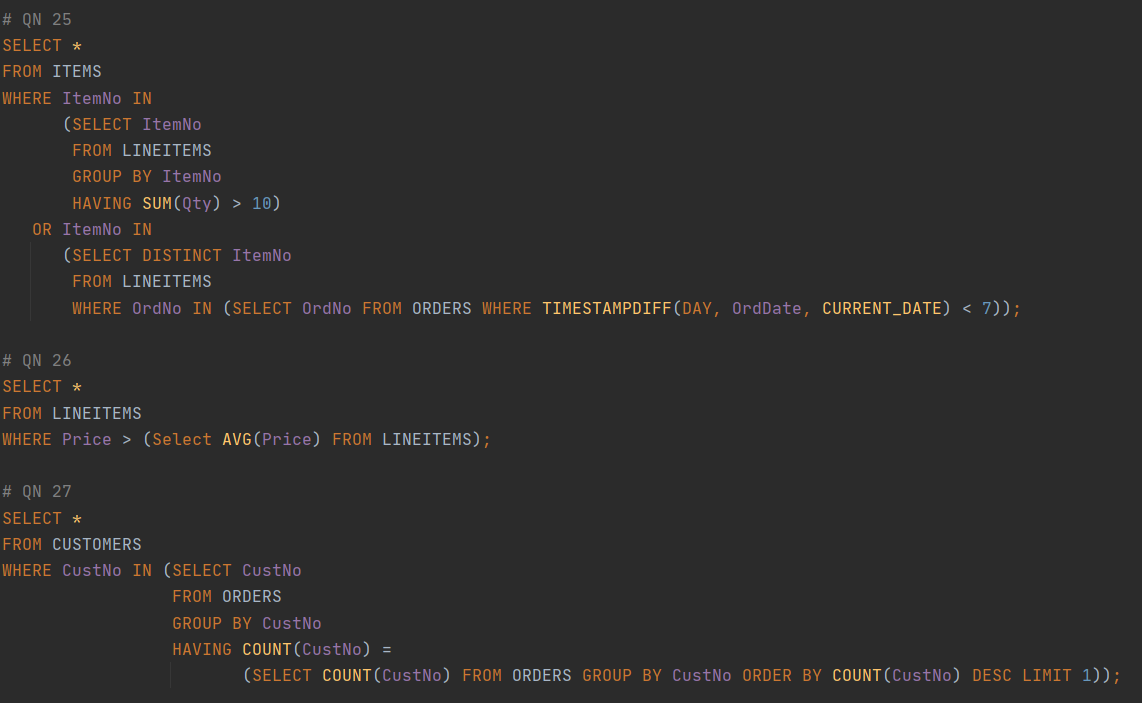 # QN 25
SELECT *
FROM ITEMS
WHERE ItemNo IN
      (SELECT ItemNo
       FROM LINEITEMS
       GROUP BY ItemNo
       HAVING SUM(Qty) > 10)
   OR ItemNo IN
      (SELECT DISTINCT ItemNo
       FROM LINEITEMS
       WHERE OrdNo IN (SELECT OrdNo FROM ORDERS WHERE TIMESTAMPDIFF(DAY, OrdDate, CURRENT_DATE) < 7));

# QN 26
SELECT *
FROM LINEITEMS
WHERE Price > (Select AVG(Price) FROM LINEITEMS);

# QN 27
SELECT *
FROM CUSTOMERS
WHERE CustNo IN (SELECT CustNo
                 FROM ORDERS
                 GROUP BY CustNo
                 HAVING COUNT(CustNo) =
                        (SELECT COUNT(CustNo) FROM ORDERS GROUP BY CustNo ORDER BY COUNT(CustNo) DESC LIMIT 1));